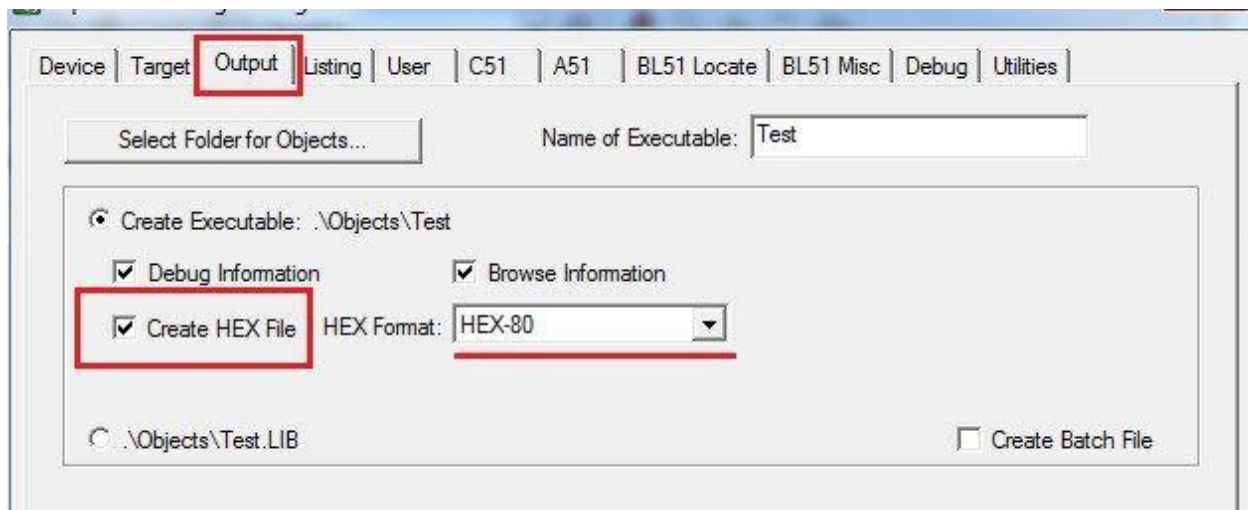 Device Target Output Listing User C51 A51 BL51 Locate BL51 Misc Debug Utilities
Select Folder for Objects... Name of Executable: Test
Create Executable: .\Objects\Test
Debug Information Browse Information
Create HEX File HEX Format: HEX-80
.\Objects\Test.LIB Create Batch File